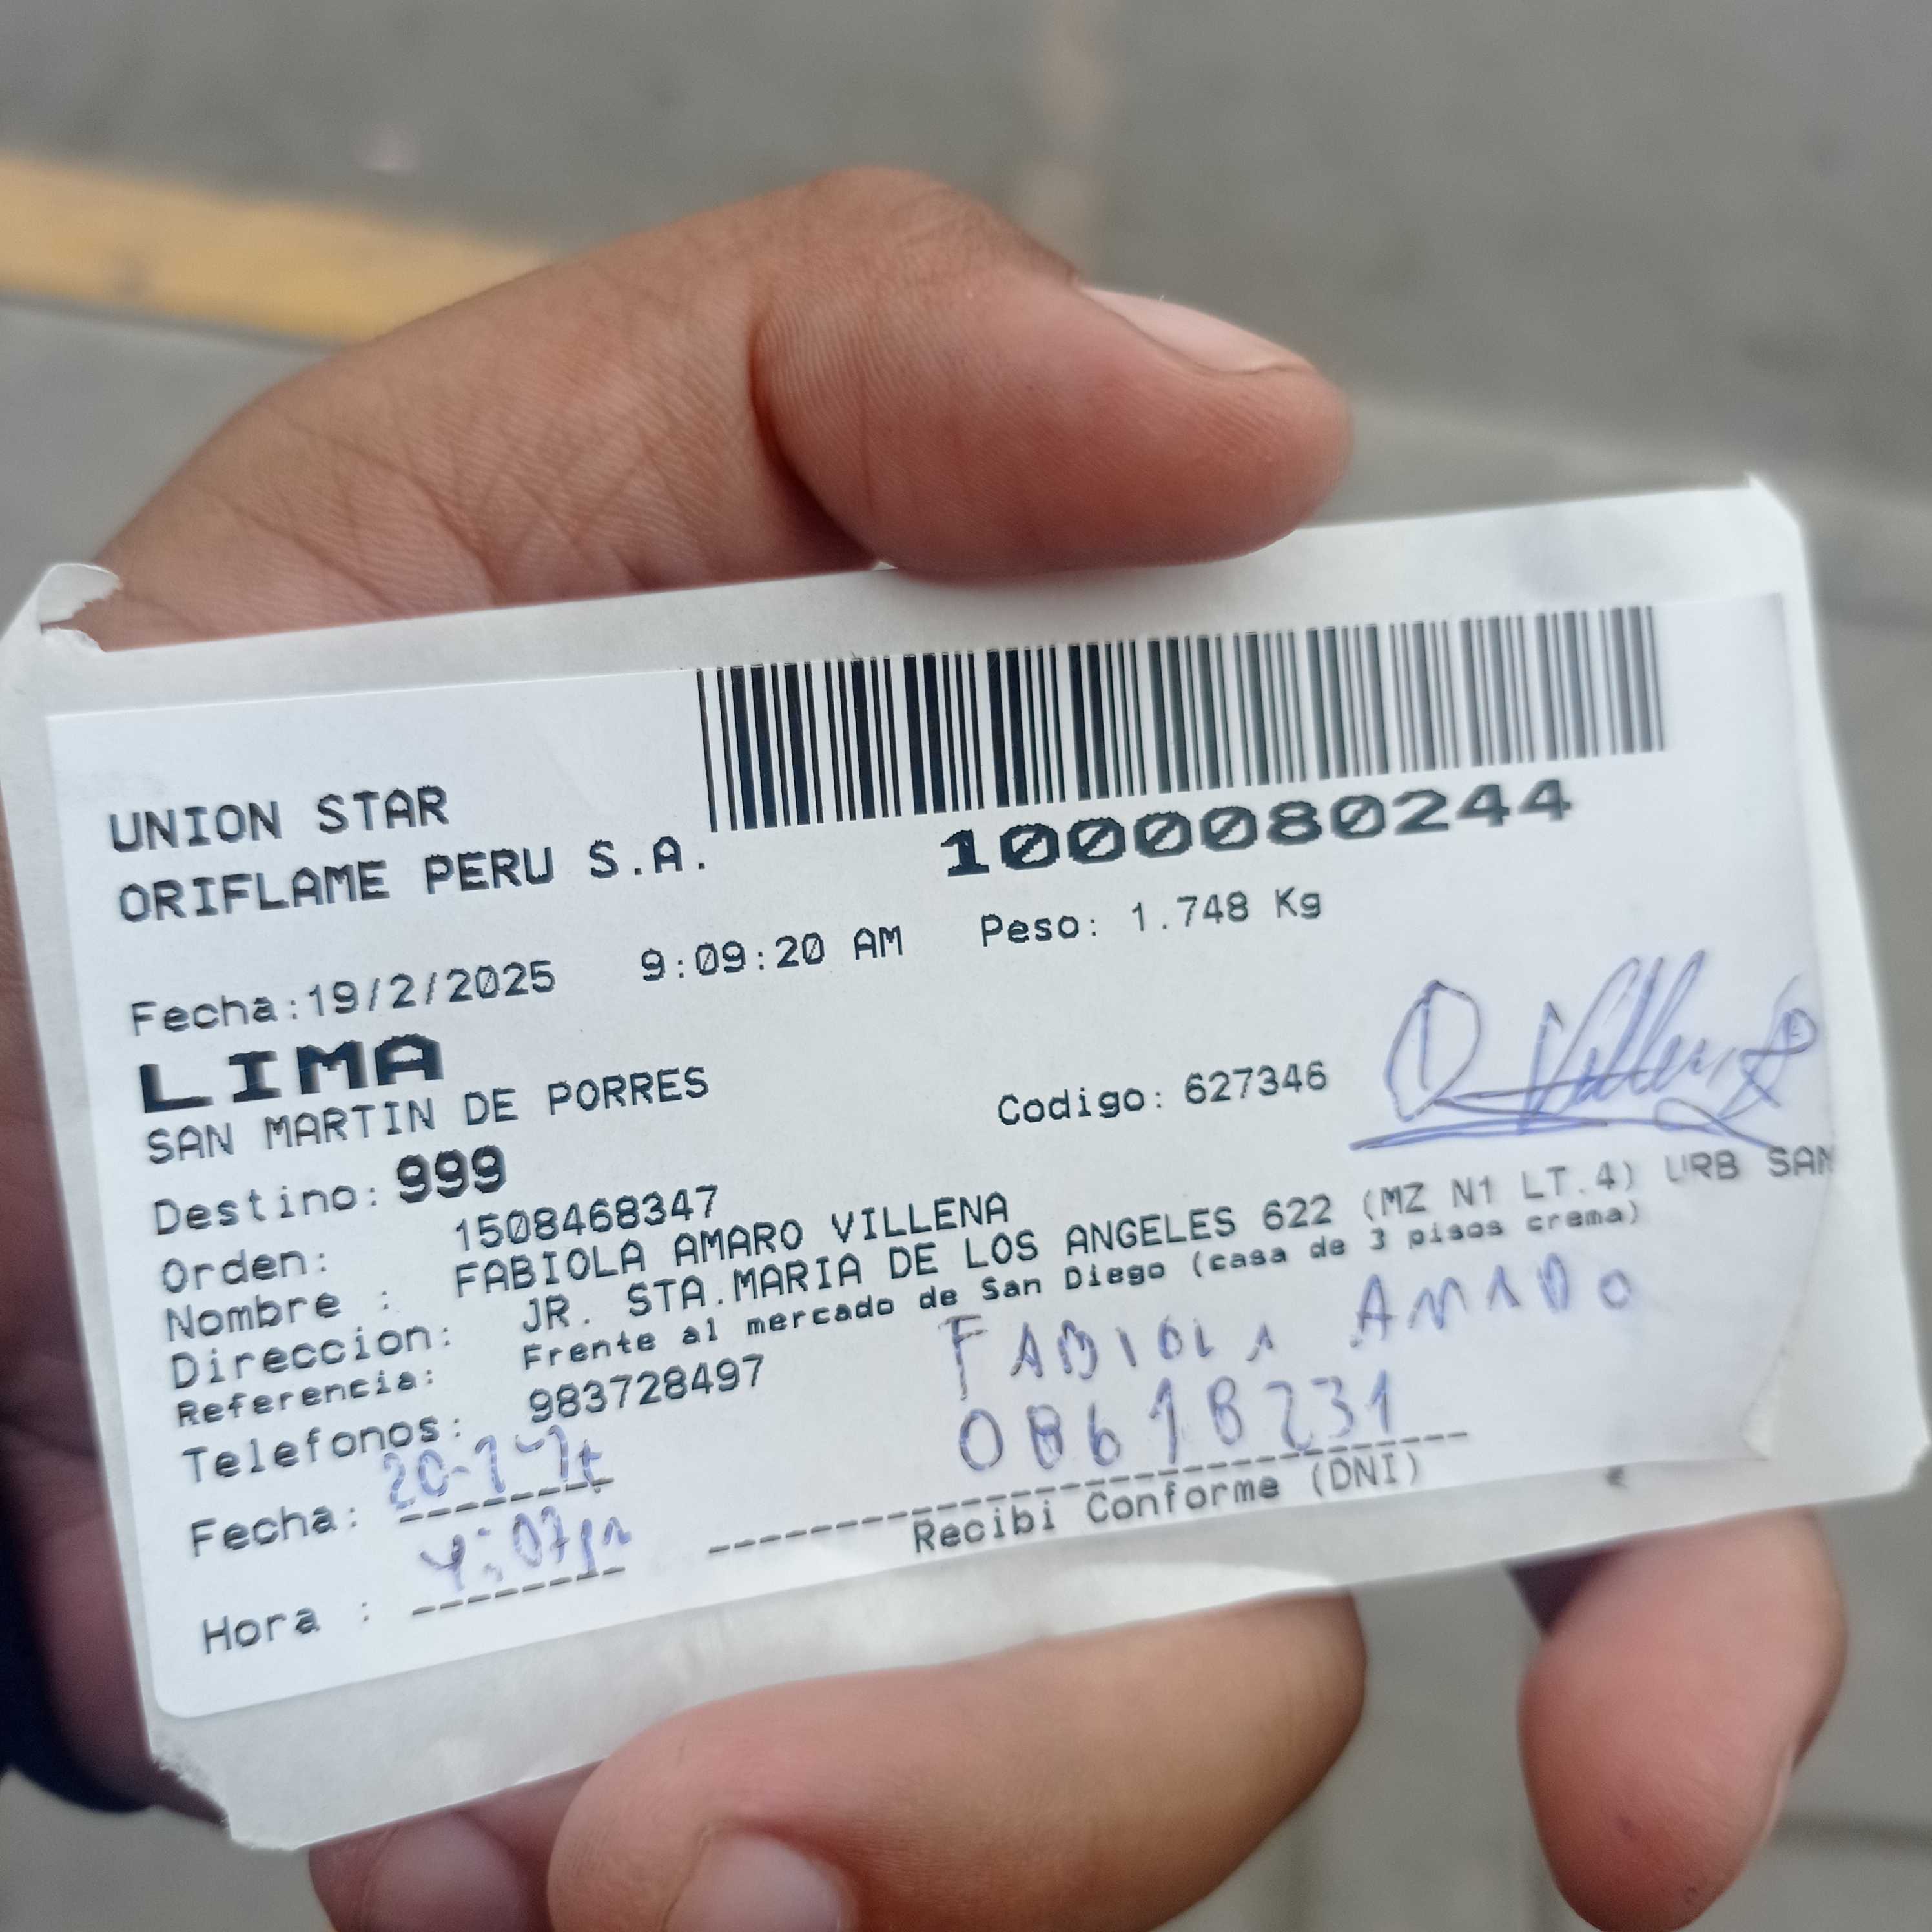 UNION STAR
ORIFLAME PERU S.A.
1000080244
Fecha:19/2/2025 9:09:20 AM Peso: 1.748 Kg
LIMA
SAN MARTIN DE PORRES Codigo: 627346
Destino: 999
Orden: 1508468347
Nombre : FABIOLA AMARO VILLENA
Direccion: JR. STA.MARIA DE LOS ANGELES 622 (MZ N1 LT.4) URB SAN
Referencia: Frente al mercado de San Diego (casa de 3 pisos crema)
Telefonos: 983728497
FABIOLA AMARO
Fecha:
Hora : 4:07pm
Recibi Conforme (DNI)